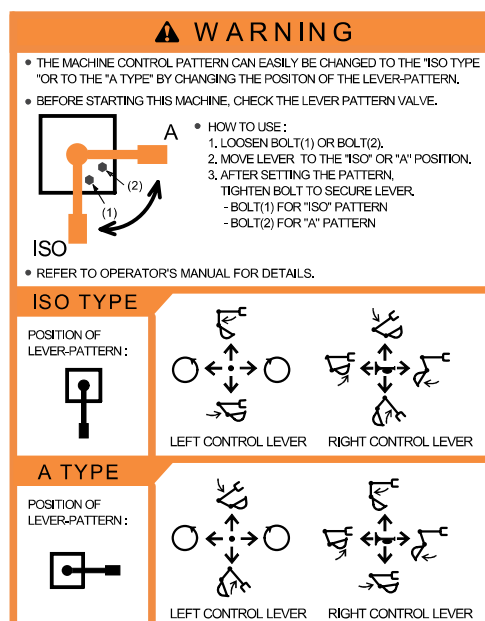 WARNING
• THE MACHINE CONTROL PATTERN CAN EASILY BE CHANGED TO THE "ISO TYPE
"OR TO THE "A TYPE" BY CHANGING THE POSITON OF THE LEVER-PATTERN.
• BEFORE STARTING THIS MACHINE, CHECK THE LEVER PATTERN VALVE.
A
(2)
(1)
ISO
• HOW TO USE :
1. LOOSEN BOLT(1) OR BOLT(2).
2. MOVE LEVER TO THE "ISO" OR "A" POSITION.
3. AFTER SETTING THE PATTERN,
TIGHTEN BOLT TO SECURE LEVER.
- BOLT(1) FOR "ISO" PATTERN
- BOLT(2) FOR "A" PATTERN
• REFER TO OPERATOR'S MANUAL FOR DETAILS.
ISO TYPE
POSITION OF
LEVER-PATTERN :
LEFT CONTROL LEVER RIGHT CONTROL LEVER
A TYPE
POSITION OF
LEVER-PATTERN :
LEFT CONTROL LEVER RIGHT CONTROL LEVER